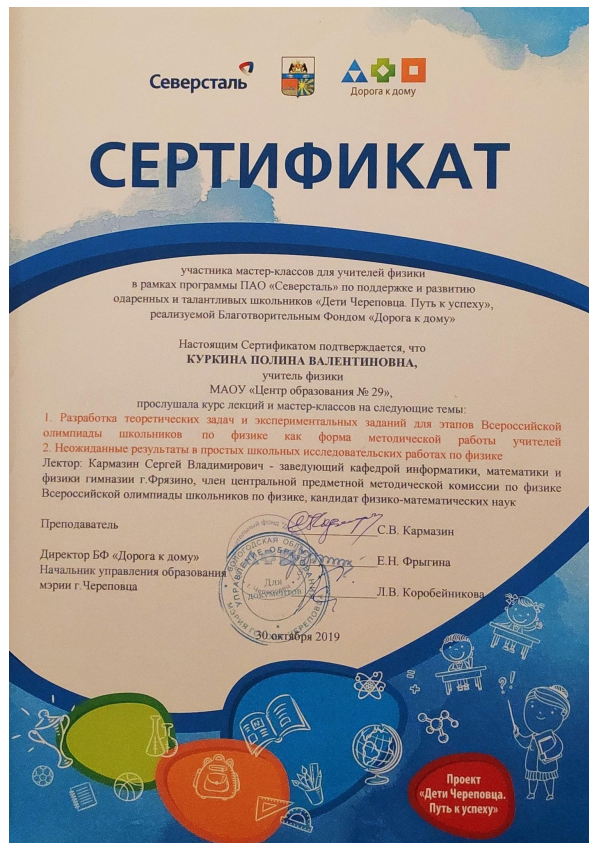 Северсталь
Дорога к дому
СЕРТИФИКАТ
участника мастер-классов для учителей физики
в рамках программы ПАО «Северсталь» по поддержке и развитию
одаренных и талантливых школьников «Дети Череповца. Путь к успеху»,
реализуемой Благотворительным Фондом «Дорога к дому»
Настоящим Сертификатом подтверждается, что
КУРКИНА ПОЛИНА ВАЛЕНТИНОВНА,
учитель физики
МАОУ «Центр образования № 29»,
прослушала курс лекций и мастер-классов на следующие темы:
1. Разработка теоретических задач и экспериментальных заданий для этапов Всероссийской
олимпиады школьников по физике как форма методической работы учителей
2. Неожиданные результаты в простых школьных исследовательских работах по физике
Лектор: Кармазин Сергей Владимирович - заведующий кафедрой информатики, математики и
физики гимназии г.Фрязино, член центральной предметной методической комиссии по физике
Всероссийской олимпиады школьников по физике, кандидат физико-математических наук
Преподаватель С.В. Кармазин
Директор БФ «Дорога к дому» Е.Н. Фрыгина
Начальник управления образования
мэрии г.Череповца Л.В. Коробейникова
Для
документов
30 октября 2019
Проект
«Дети Череповца.
Путь к успеху»